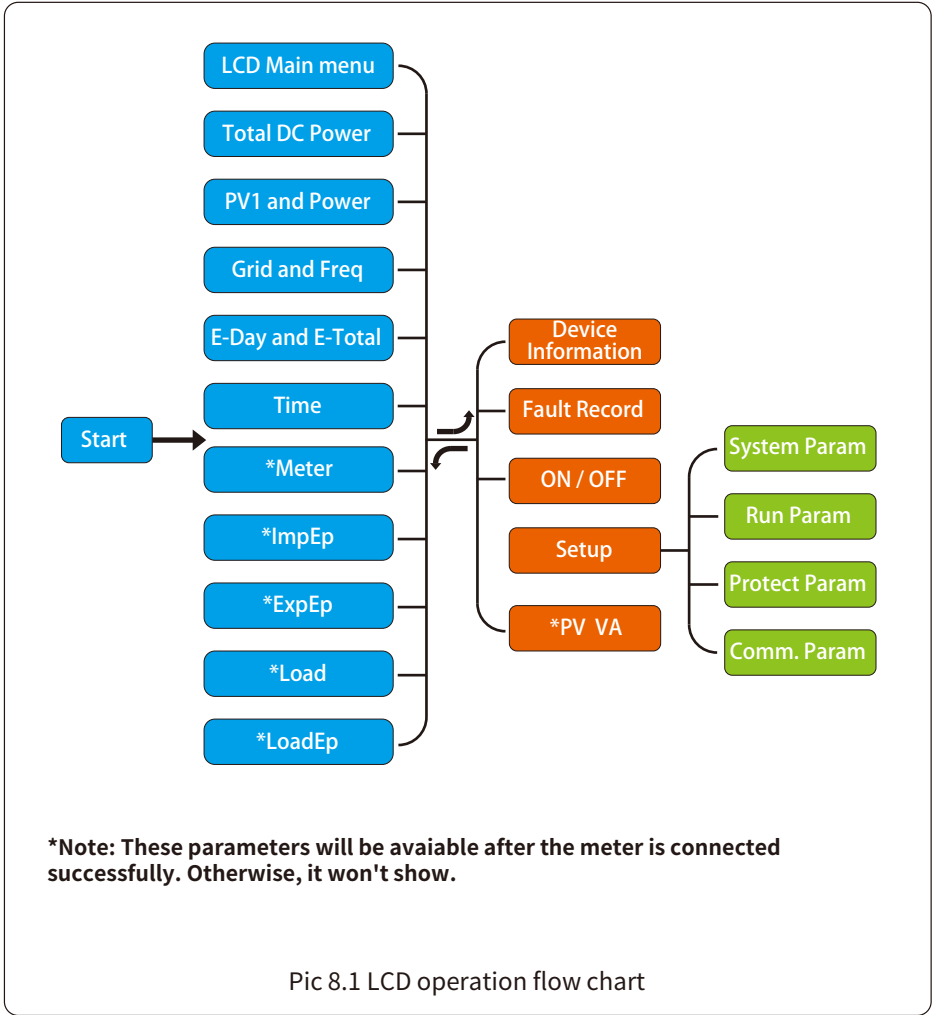 LCD Main menu
Total DC Power
PV1 and Power
Grid and Freq
E-Day and E-Total
Time
Start
*Meter
*ImpEp
*ExpEp
*Load
*LoadEp
Device
Information
Fault Record
ON / OFF
Setup
*PV VA
System Param
Run Param
Protect Param
Comm. Param
*Note: These parameters will be avaiable after the meter is connected
successfully. Otherwise, it won't show.
Pic 8.1 LCD operation flow chart